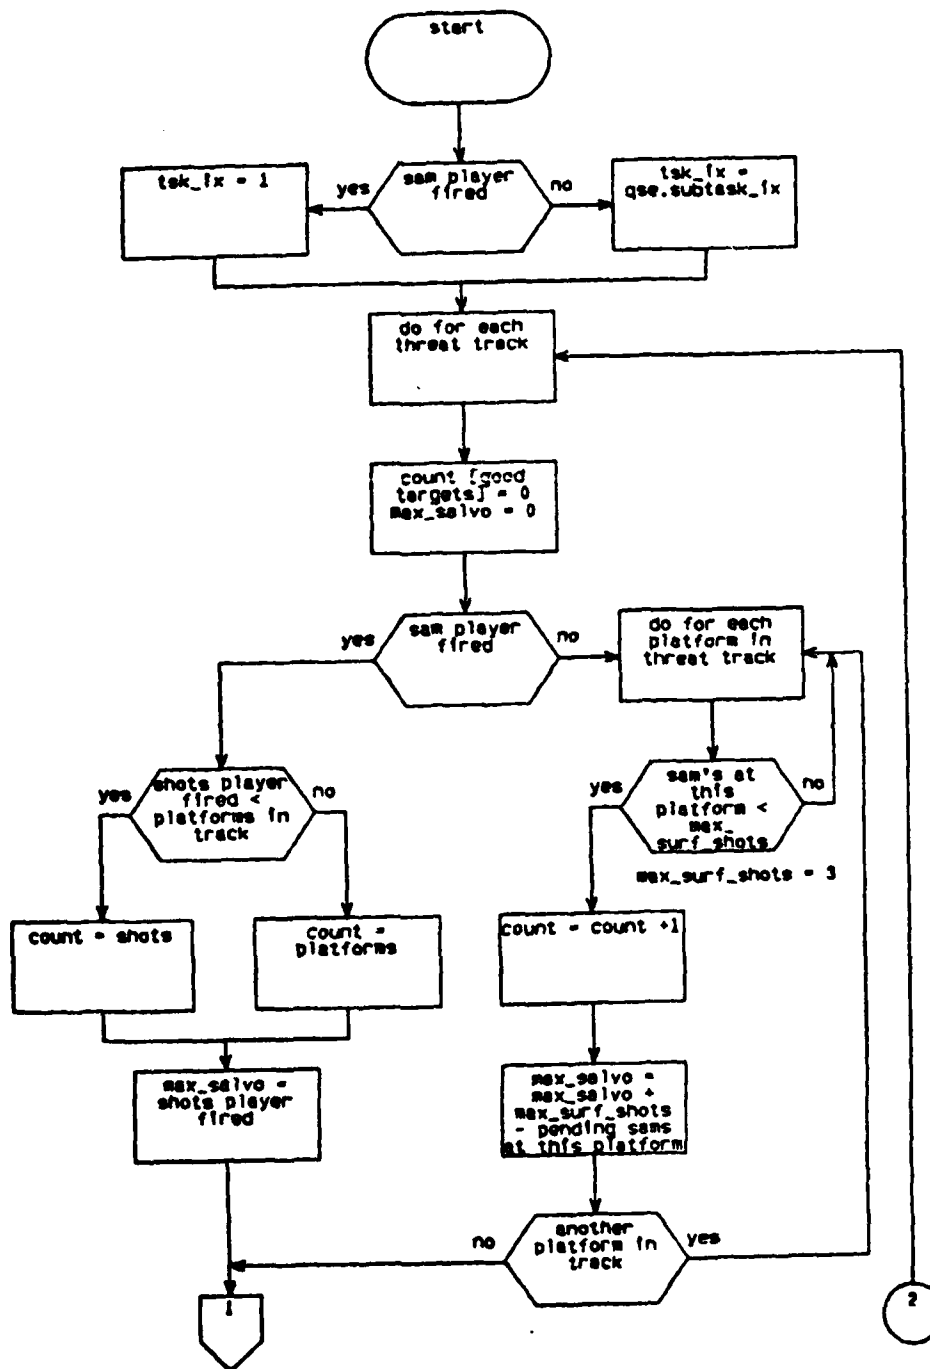 start
sam player
fired
yes
no
tsk_ix = 1
tsk_ix =
qse.subtask_ix
do for each
threat track
count [good
targets] = 0
max_salvo = 0
sam player
fired
yes
no
do for each
platform in
threat track
shots player
fired <
platforms in
track
yes
no
sam's at
this
platform <
max_
surf_shots
yes
no
max_surf_shots = 3
count = shots
count =
platforms
count = count +1
max_salvo =
shots player
fired
max_salvo =
max_salvo +
max_surf_shots
- pending sams
at this platform
another
platform in
track
no
yes
1
2